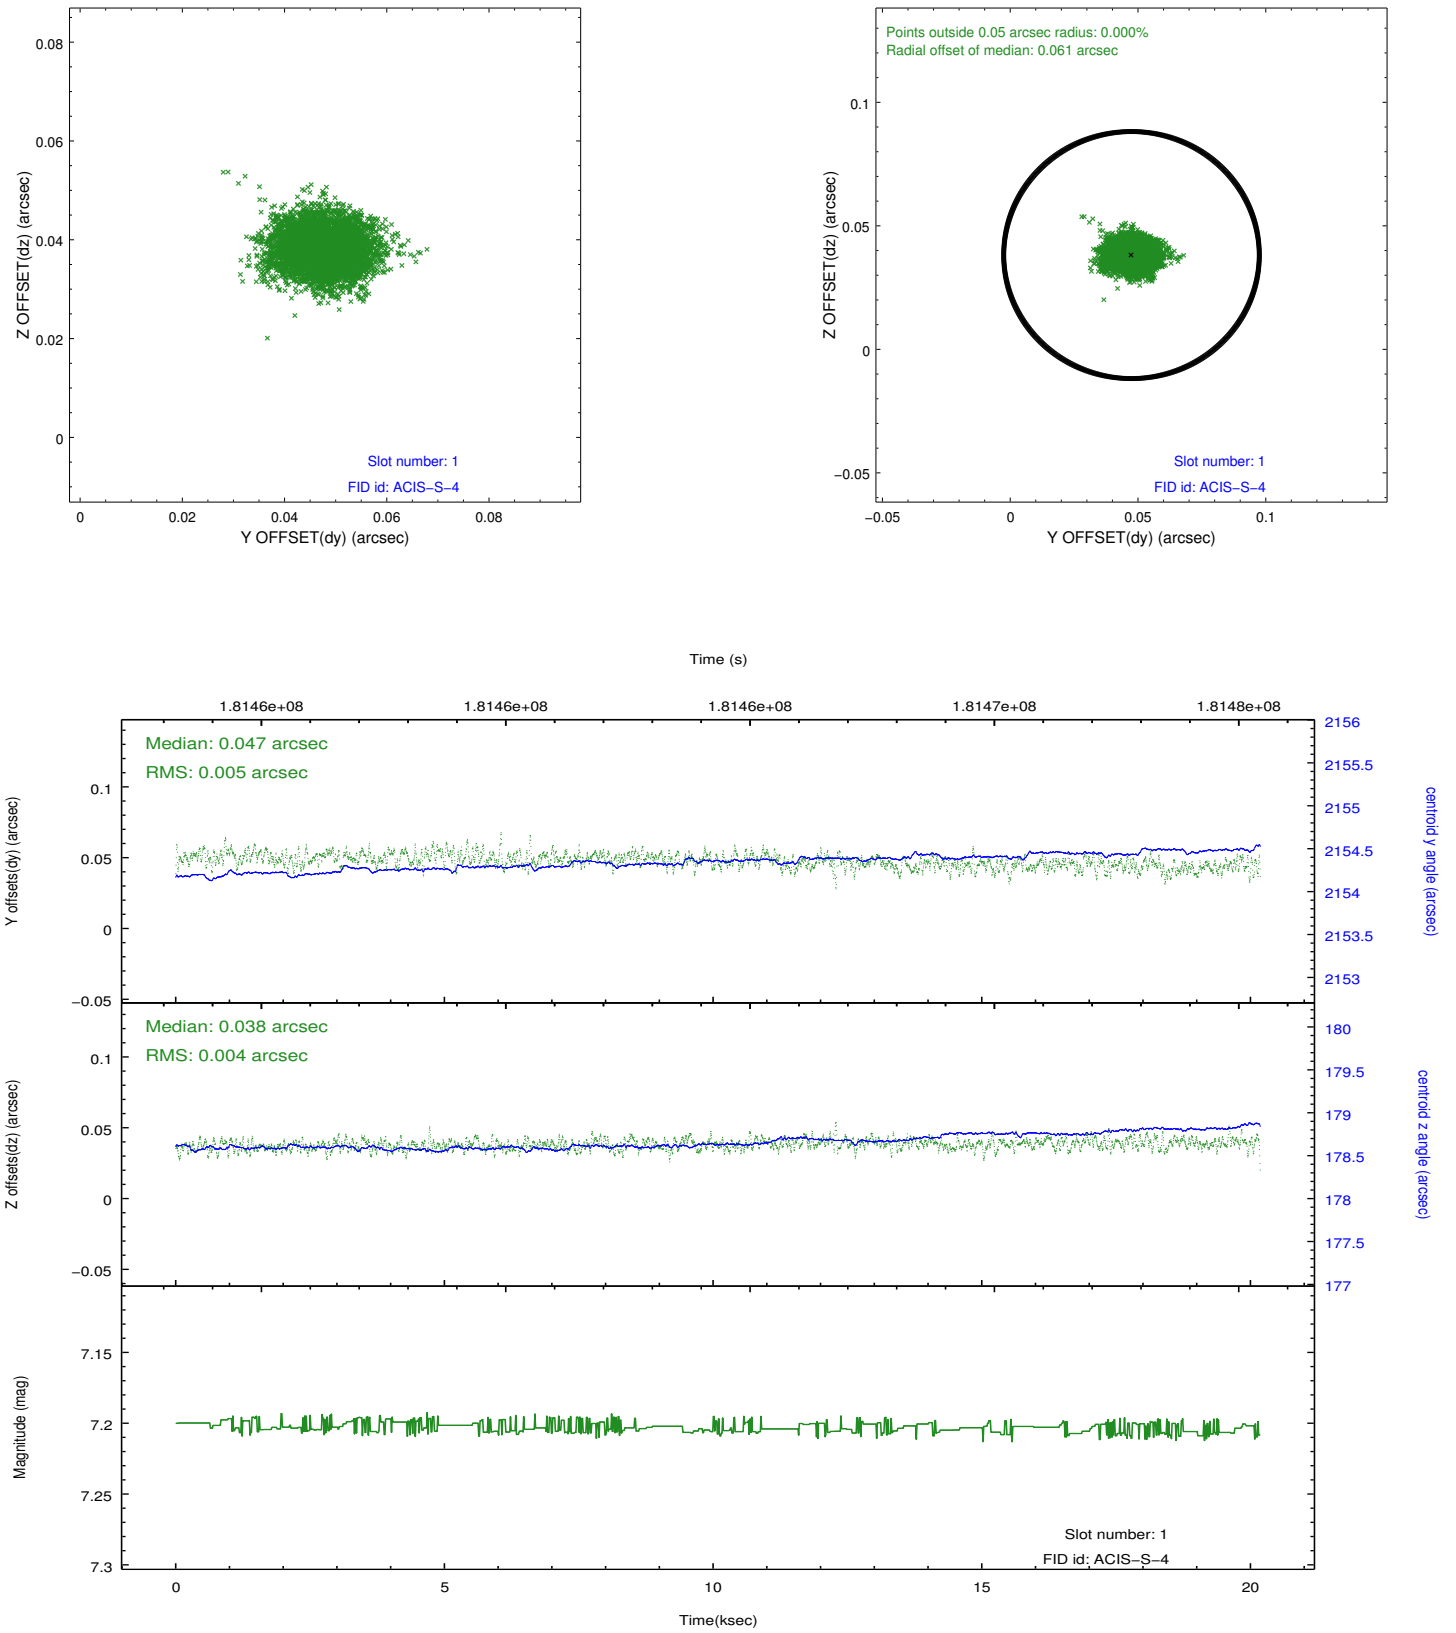 0.08
0.06
0.04
0.02
0
Z OFFSET(dz) (arcsec)
Slot number: 1
FID id: ACIS−S−4
0 0.02 0.04 0.06 0.08
Y OFFSET(dy) (arcsec)
Points outside 0.05 arcsec radius: 0.000%
Radial offset of median: 0.061 arcsec
0.1
0.05
0
−0.05
Z OFFSET(dz) (arcsec)
Slot number: 1
FID id: ACIS−S−4
−0.05 0 0.05 0.1
Y OFFSET(dy) (arcsec)
Time (s)
1.8146e+08 1.8146e+08 1.8146e+08 1.8147e+08 1.8148e+08
Median: 0.047 arcsec
RMS: 0.005 arcsec
0.1
0.05
0
−0.05
Y offsets(dy) (arcsec)
2156
2155.5
2155
2154.5
2154
2153.5
2153
centroid y angle (arcsec)
Median: 0.038 arcsec
RMS: 0.004 arcsec
0.1
0.05
0
−0.05
Z offsets(dz) (arcsec)
180
179.5
179
178.5
178
177.5
177
centroid z angle (arcsec)
7.15
7.2
7.25
7.3
Magnitude (mag)
Slot number: 1
FID id: ACIS−S−4
0 5 10 15 20
Time(ksec)